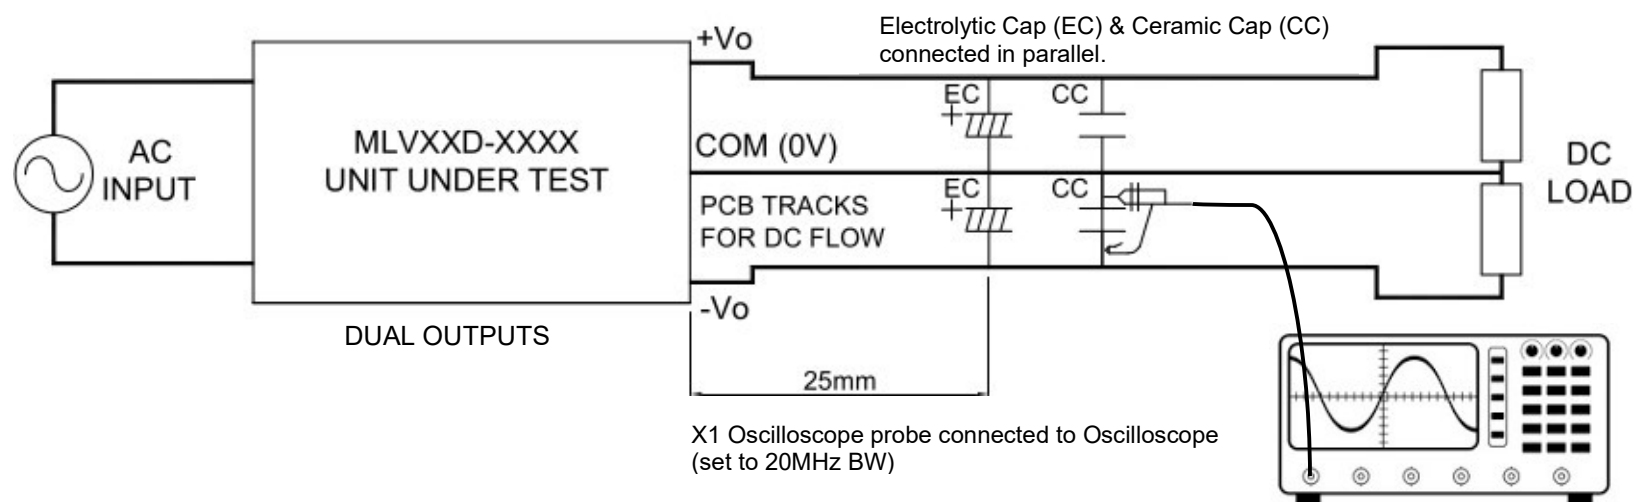 Electrolytic Cap (EC) & Ceramic Cap (CC)
connected in parallel.
+Vo
EC
+
CC
AC
INPUT
MLVXXD-XXXX
UNIT UNDER TEST
COM (0V)
DC
LOAD
PCB TRACKS
FOR DC FLOW
EC
+
CC
-Vo
DUAL OUTPUTS
25mm
X1 Oscilloscope probe connected to Oscilloscope
(set to 20MHz BW)